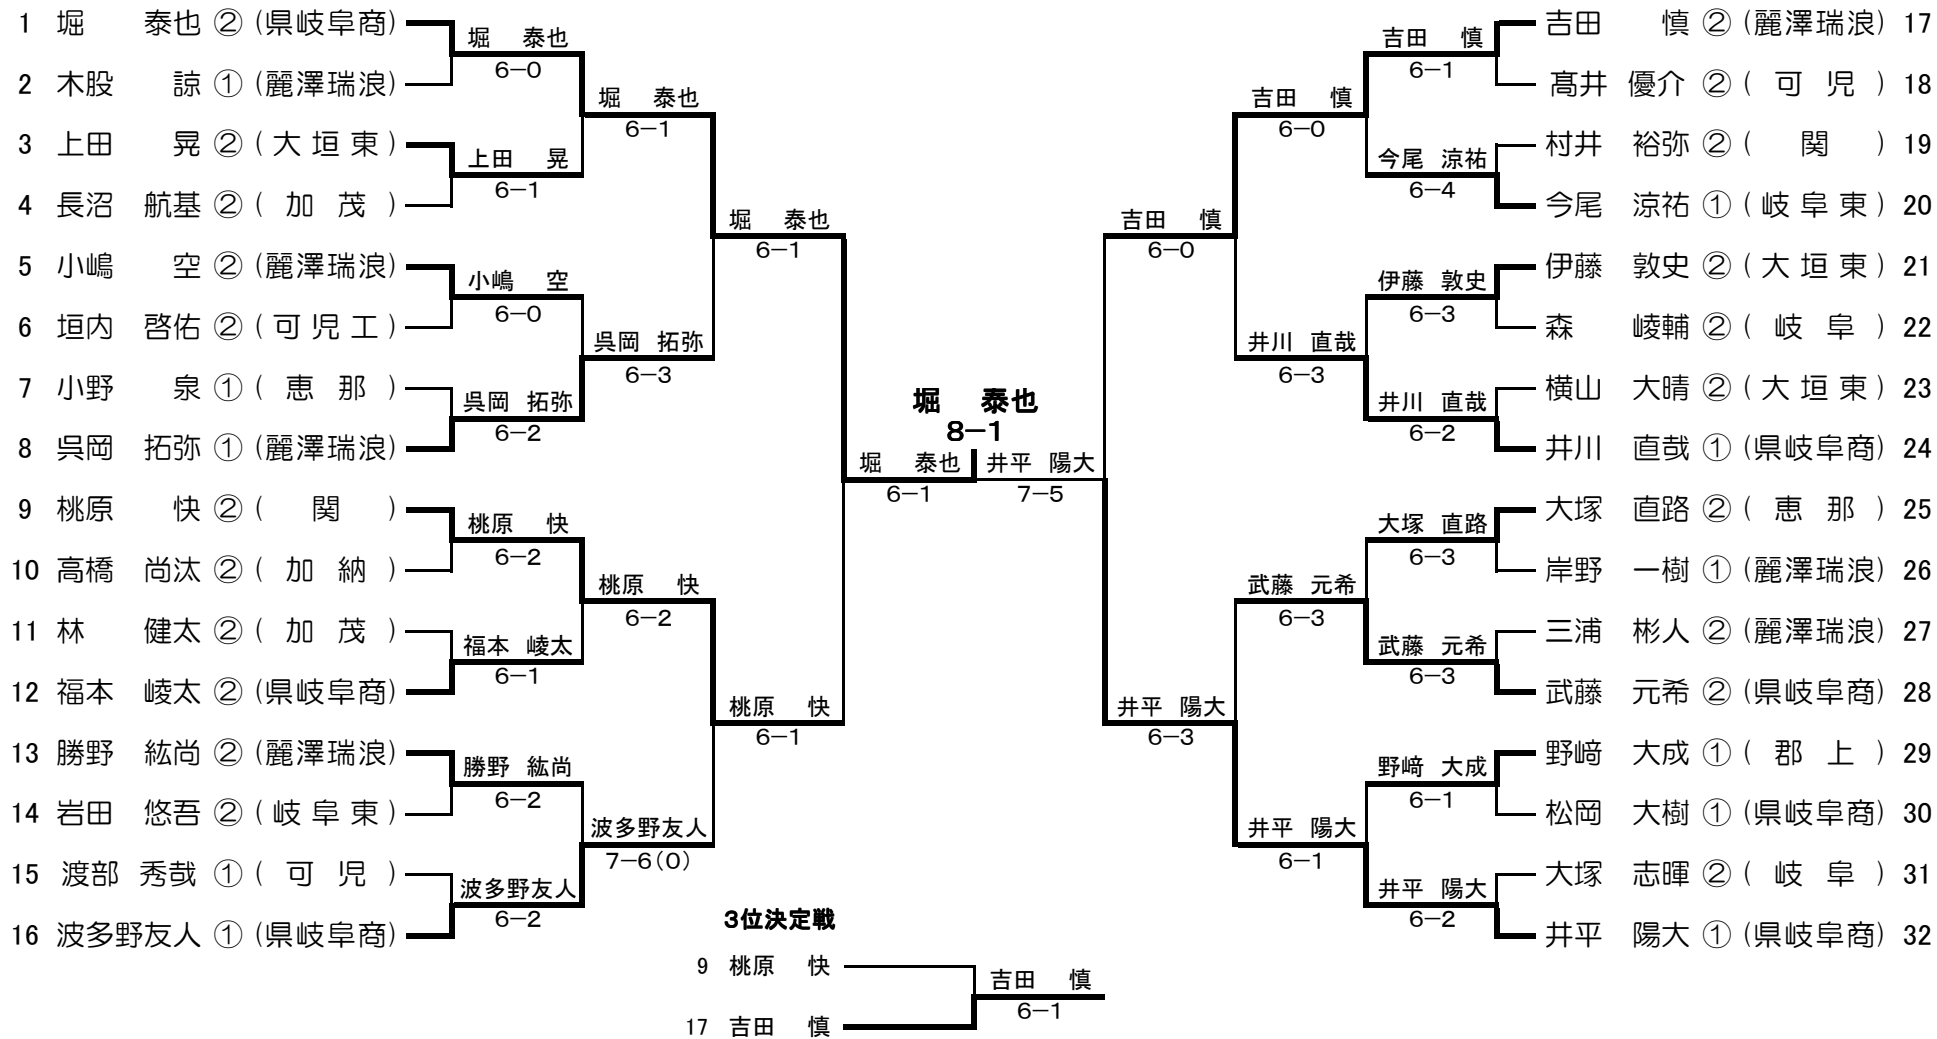 1 堀 泰也 ② (県岐阜商)
2 木股 諒 ① (麗澤瑞浪)
3 上田 晃 ② (大垣東)
4 長沼 航基 ② (加茂)
5 小嶋 空 ② (麗澤瑞浪)
6 垣内 啓佑 ② (可児工)
7 小野 泉 ① (恵那)
8 呉岡 拓弥 ① (麗澤瑞浪)
9 桃原 快 ② (関)
10 高橋 尚汰 ② (加納)
11 林 健太 ② (加茂)
12 福本 崚太 ② (県岐阜商)
13 勝野 紘尚 ② (麗澤瑞浪)
14 岩田 悠吾 ② (岐阜東)
15 渡部 秀哉 ① (可児)
16 波多野友人 ① (県岐阜商)
堀 泰也
6-0
上田 晃
6-1
小嶋 空
6-0
呉岡 拓弥
6-2
桃原 快
6-2
福本 崚太
6-1
勝野 紘尚
6-2
波多野友人
6-2
堀 泰也
6-1
呉岡 拓弥
6-3
桃原 快
6-2
波多野友人
7-6(0)
堀 泰也
6-1
桃原 快
6-1
堀 泰也
6-1
堀 泰也
8-1
井平 陽大
7-5
吉田 慎
6-0
井平 陽大
6-3
吉田 慎
6-0
井川 直哉
6-3
武藤 元希
6-3
井平 陽大
6-1
吉田 慎
6-1
今尾 涼祐
6-4
伊藤 敦史
6-3
井川 直哉
6-2
大塚 直路
6-3
武藤 元希
6-3
野﨑 大成
6-1
井平 陽大
6-2
吉田 慎 ② (麗澤瑞浪) 17
髙井 優介 ② (可児) 18
村井 裕弥 ② (関) 19
今尾 涼祐 ① (岐阜東) 20
伊藤 敦史 ② (大垣東) 21
森 崚輔 ② (岐阜) 22
横山 大晴 ② (大垣東) 23
井川 直哉 ① (県岐阜商) 24
大塚 直路 ② (恵那) 25
岸野 一樹 ① (麗澤瑞浪) 26
三浦 彬人 ② (麗澤瑞浪) 27
武藤 元希 ② (県岐阜商) 28
野﨑 大成 ① (郡上) 29
松岡 大樹 ① (県岐阜商) 30
大塚 志暉 ② (岐阜) 31
井平 陽大 ① (県岐阜商) 32
3位決定戦
9 桃原 快
17 吉田 慎
吉田 慎
6-1